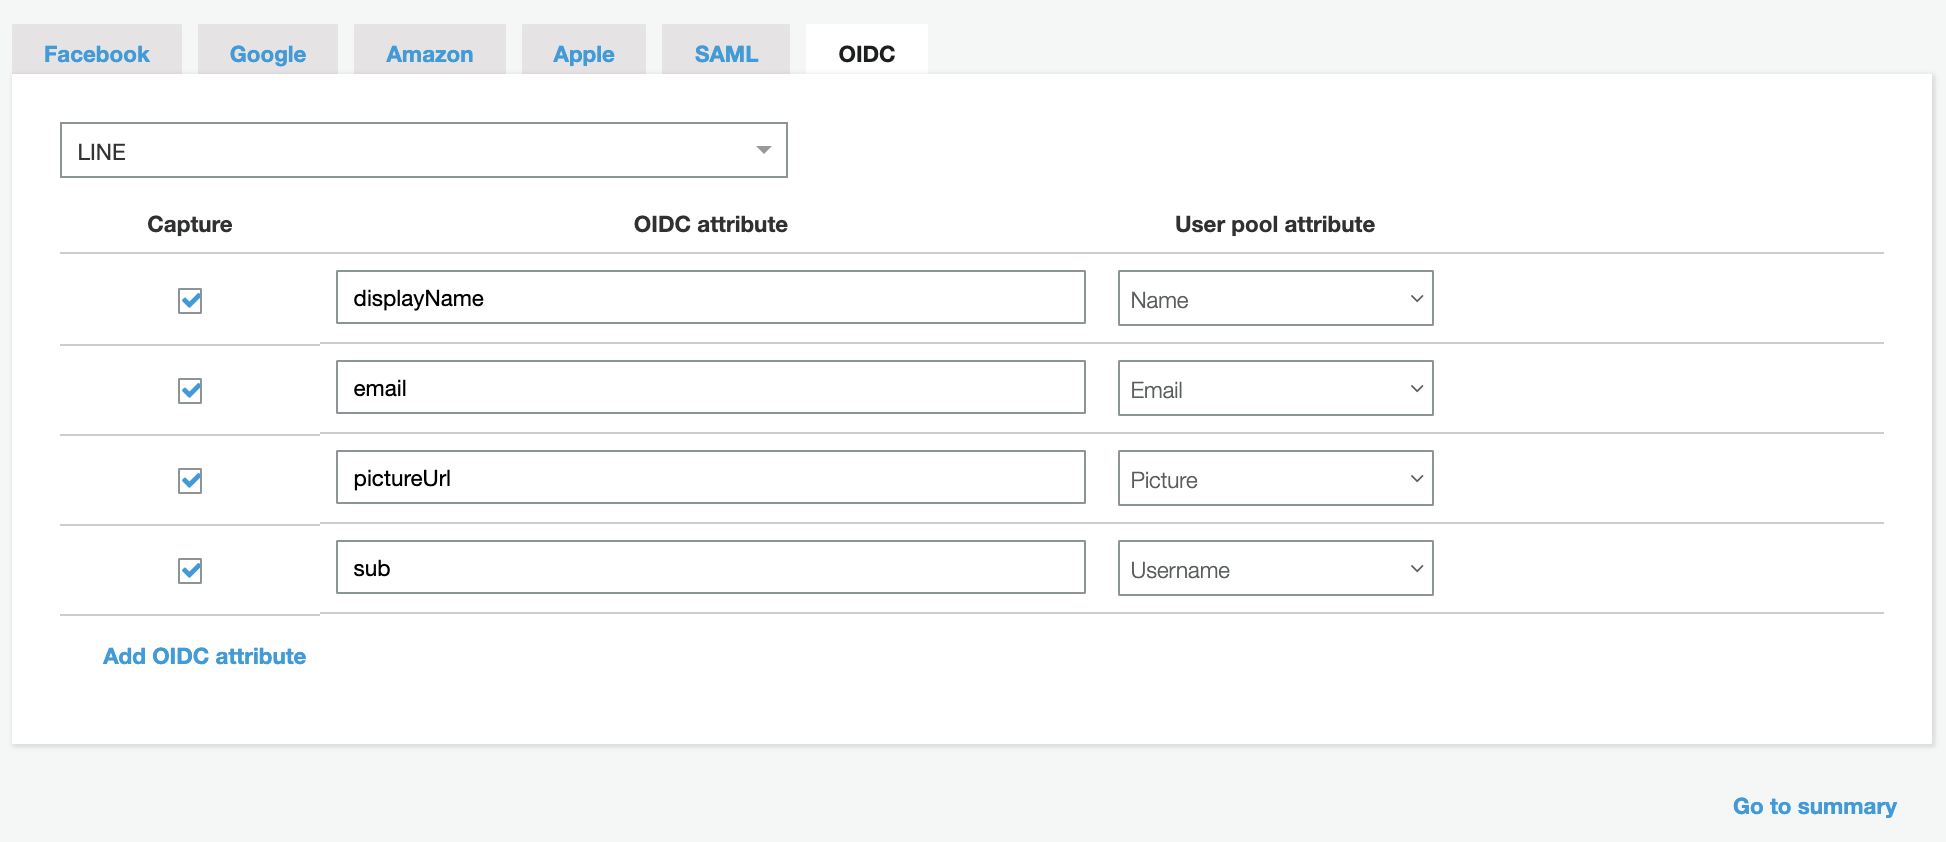 Facebook Google Amazon Apple SAML OIDC
LINE
Capture OIDC attribute User pool attribute
displayName Name
email Email
pictureUrl Picture
sub Username
Add OIDC attribute
Go to summary